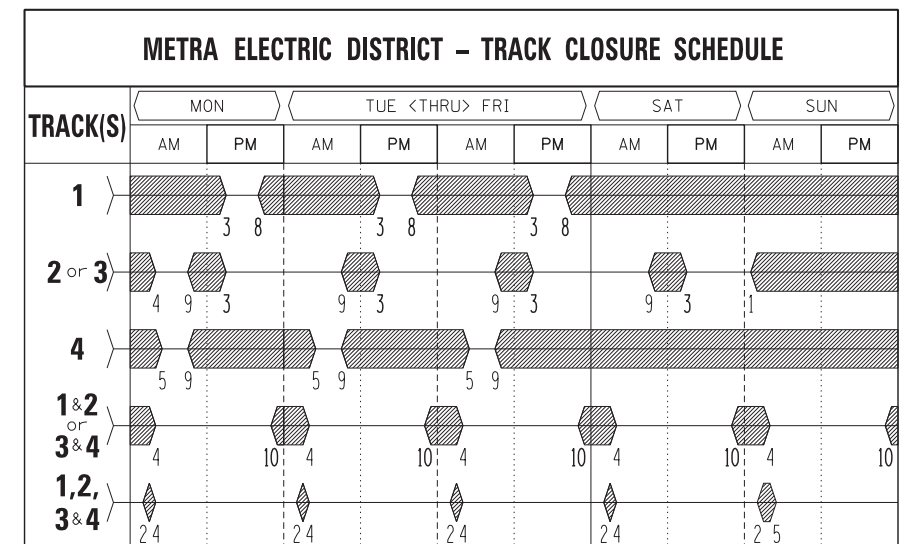 METRA ELECTRIC DISTRICT – TRACK CLOSURE SCHEDULE
TRACK(S) MON TUE <THRU> FRI SAT SUN
AM PM AM PM AM PM AM PM AM PM
1
3 8 3 8 3 8
2 or 3
4 9 3 9 3 9 3 9 3 1
4
5 9 5 9 5 9
1&2
or
3&4
4 10 4 10 4 10 4 10 4 10
1,2,
3&4
2 4 2 4 2 4 2 4 2 5